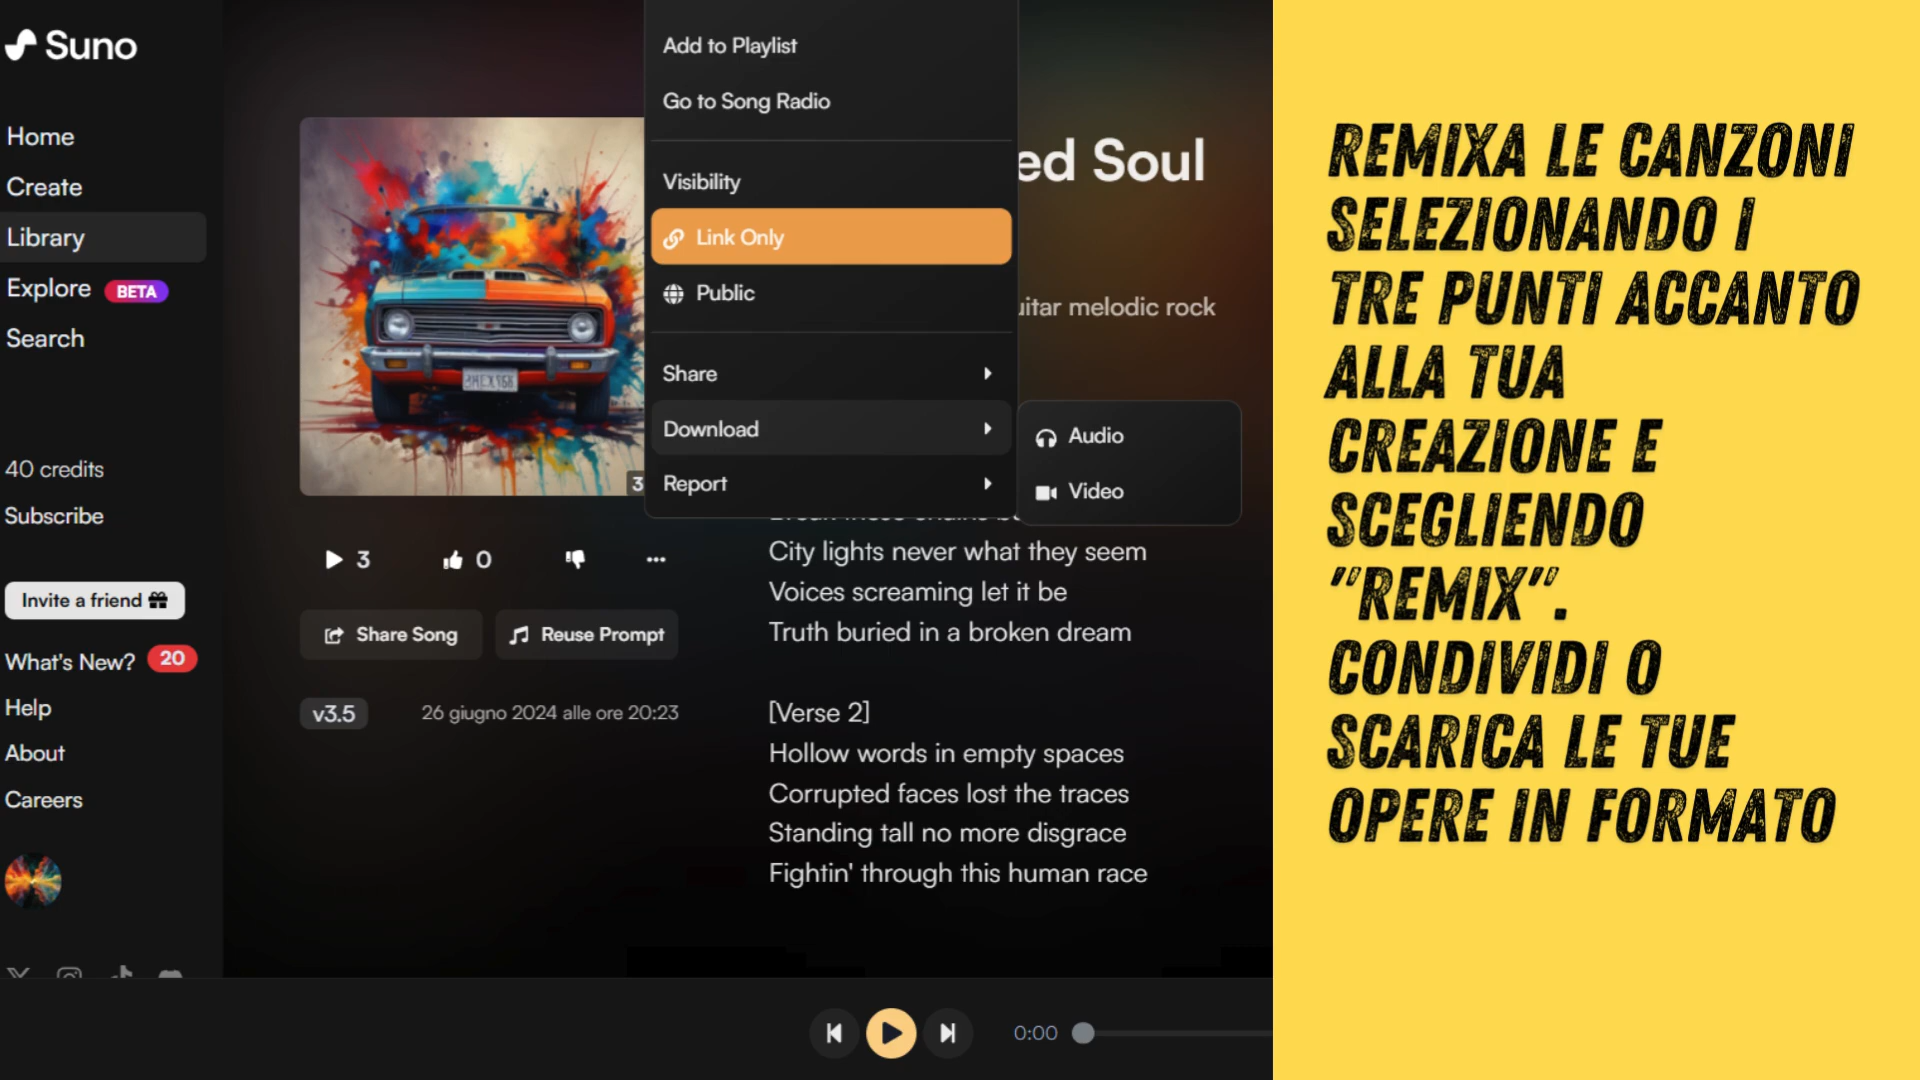 Suno
Home
Create
Library
Explore BETA
Search
40 credits
Subscribe
Invite a friend
What's New? 20
Help
About
Careers
Add to Playlist
Go to Song Radio
Visibility
Link Only
Public
Share
Download
Report
Audio
Video
ed Soul
uitar melodic rock
3
3
0
Share Song
Reuse Prompt
v3.5
26 giugno 2024 alle ore 20:23
City lights never what they seem
Voices screaming let it be
Truth buried in a broken dream
[Verse 2]
Hollow words in empty spaces
Corrupted faces lost the traces
Standing tall no more disgrace
Fightin' through this human race
0:00
REMIXA LE CANZONI
SELEZIONANDO I
TRE PUNTI ACCANTO
ALLA TUA
CREAZIONE E
SCEGLIENDO
"REMIX".
CONDIVIDI O
SCARICA LE TUE
OPERE IN FORMATO